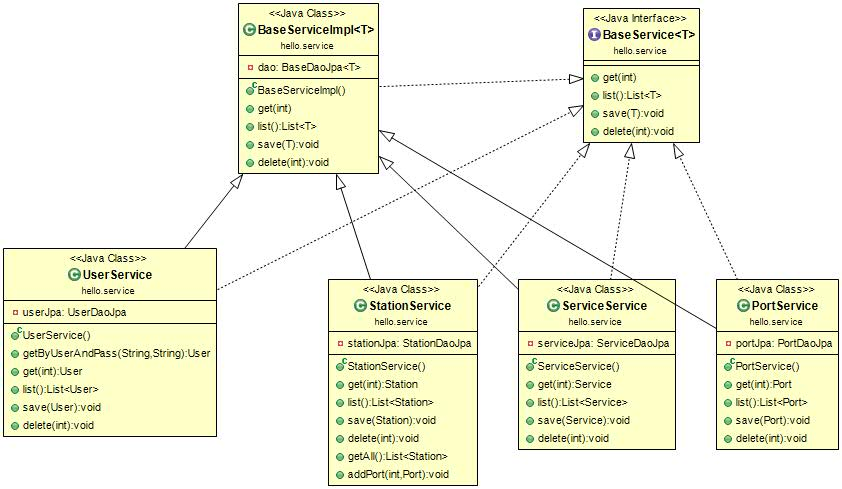 <<Java Class>>
C BaseServiceImpl<T>
hello.service
dao: BaseDaoJpa<T>
BaseServiceImpl()
get(int)
list():List<T>
save(T):void
delete(int):void
<<Java Interface>>
I BaseService<T>
hello.service
get(int)
list():List<T>
save(T):void
delete(int):void
<<Java Class>>
C UserService
hello.service
userJpa: UserDaoJpa
UserService()
getByUserAndPass(String,String):User
get(int):User
list():List<User>
save(User):void
delete(int):void
<<Java Class>>
C StationService
hello.service
stationJpa: StationDaoJpa
StationService()
get(int):Station
list():List<Station>
save(Station):void
delete(int):void
getAll():List<Station>
addPort(int,Port):void
<<Java Class>>
C ServiceService
hello.service
serviceJpa: ServiceDaoJpa
ServiceService()
get(int):Service
list():List<Service>
save(Service):void
delete(int):void
<<Java Class>>
C PortService
hello.service
portJpa: PortDaoJpa
PortService()
get(int):Port
list():List<Port>
save(Port):void
delete(int):void